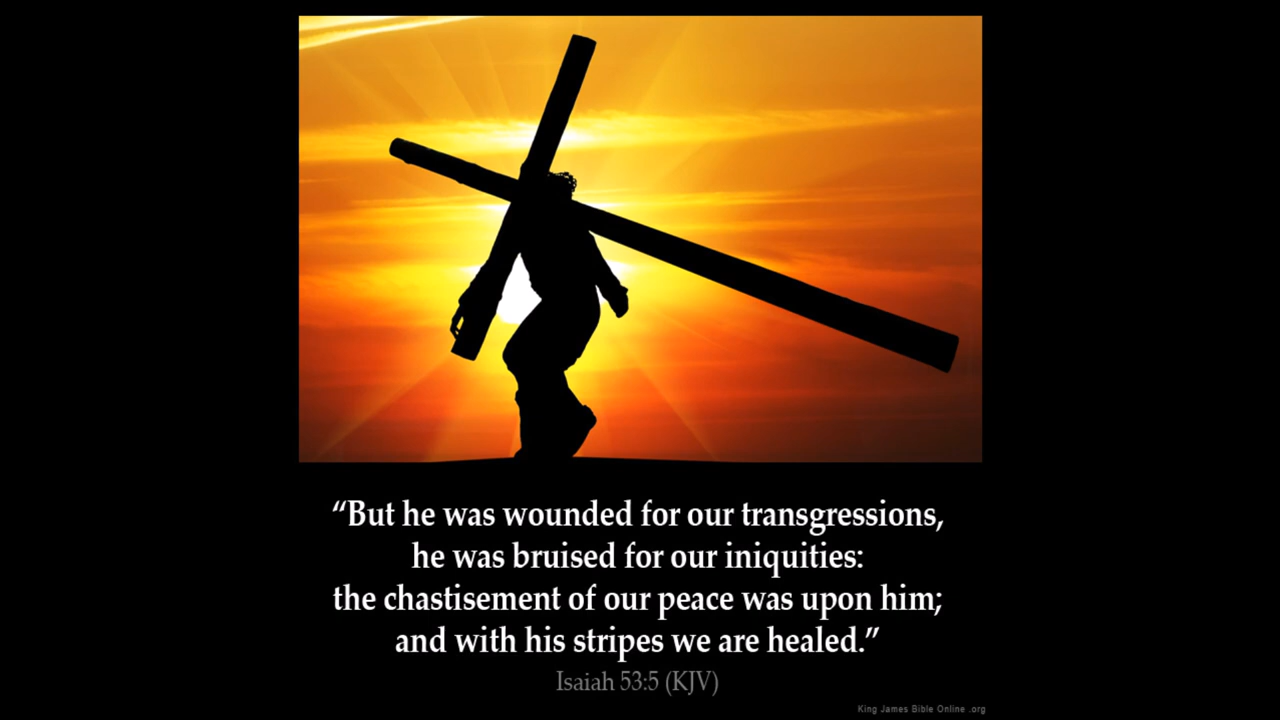 “But he was wounded for our transgressions,
he was bruised for our iniquities:
the chastisement of our peace was upon him;
and with his stripes we are healed.”
Isaiah 53:5 (KJV)
King James Bible Online .org